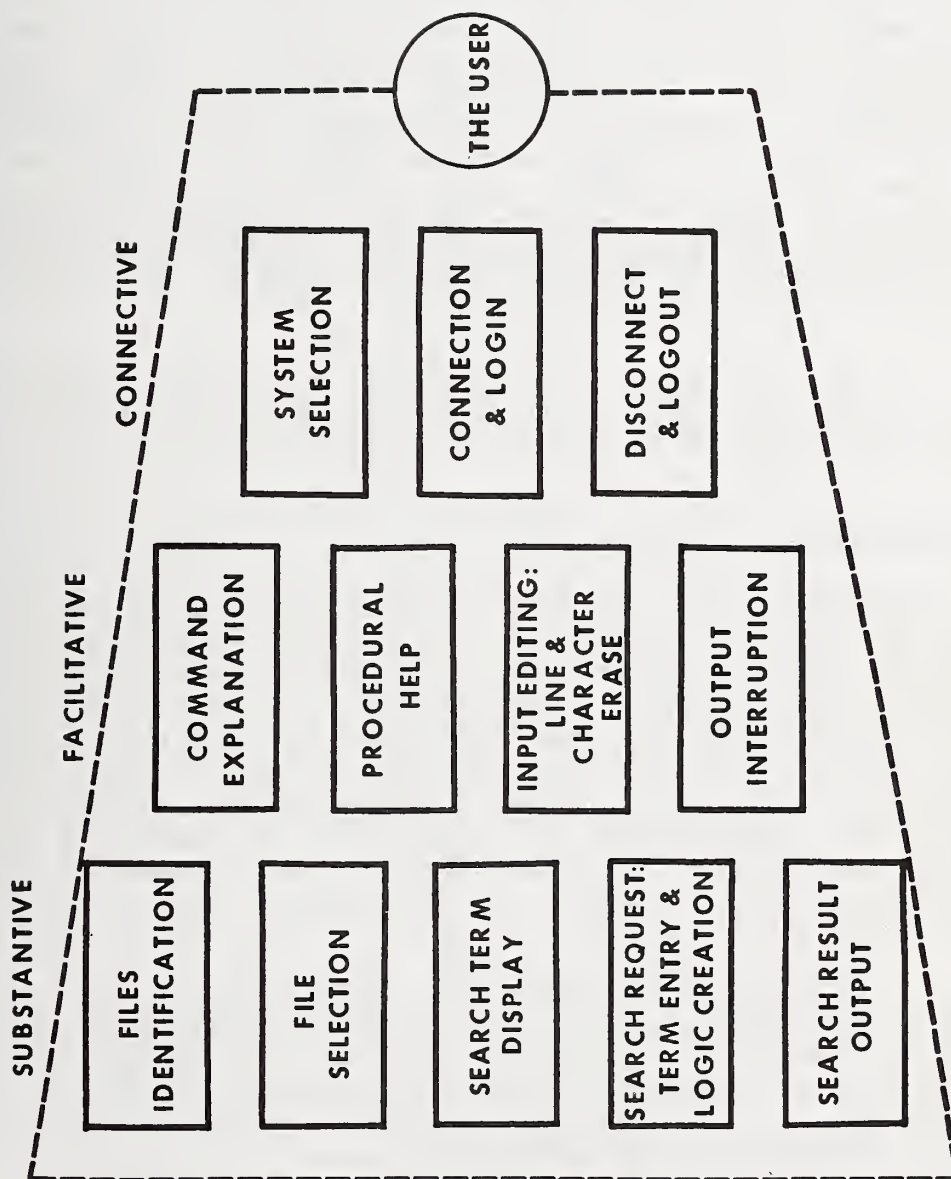 SUBSTANTIVE
FILES
IDENTIFICATION
FILE
SELECTION
SEARCH TERM
DISPLAY
SEARCH REQUEST:
TERM ENTRY &
LOGIC CREATION
SEARCH RESULT
OUTPUT
FACILITATIVE
COMMAND
EXPLANATION
PROCEDURAL
HELP
INPUT EDITING:
LINE &
CHARACTER
ERASE
OUTPUT
INTERRUPTION
CONNECTIVE
SYSTEM
SELECTION
CONNECTION
& LOGIN
DISCONNECT
& LOGOUT
THE USER